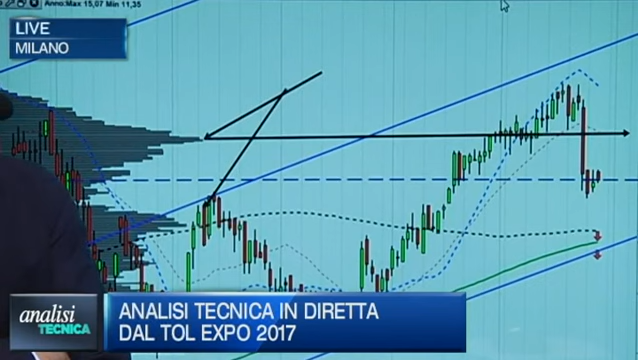 Anno:Max 15,07 Min 11,35
LIVE
MILANO
analisi
TECNICA
ANALISI TECNICA IN DIRETTA
DAL TOL EXPO 2017